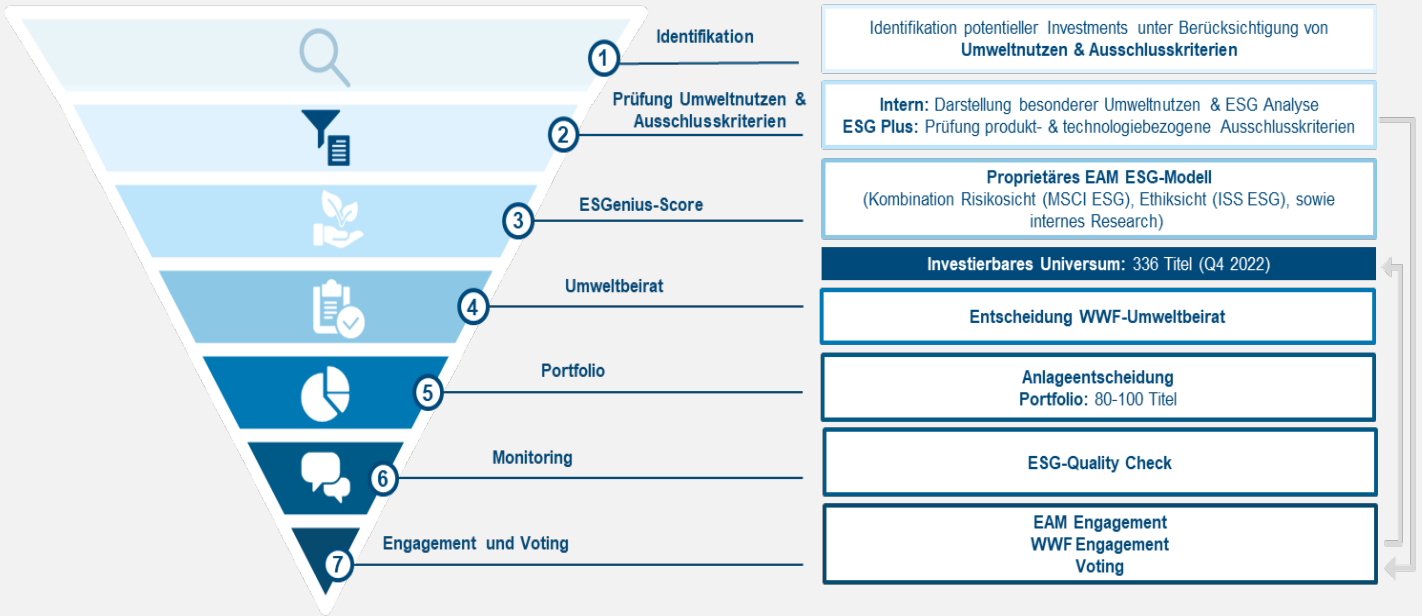 Identifikation
1
Identifikation potentieller Investments unter Berücksichtigung von
Umweltnutzen & Ausschlusskriterien
Prüfung Umweltnutzen &
Ausschlusskriterien
2
Intern: Darstellung besonderer Umweltnutzen & ESG Analyse
ESG Plus: Prüfung produkt- & technologiebezogene Ausschlusskriterien
ESGenius-Score
3
Proprietäres EAM ESG-Modell
(Kombination Risikosicht (MSCI ESG), Ethiksicht (ISS ESG), sowie
internes Research)
Investierbares Universum: 336 Titel (Q4 2022)
Umweltbeirat
4
Entscheidung WWF-Umweltbeirat
Portfolio
5
Anlageentscheidung
Portfolio: 80-100 Titel
Monitoring
6
ESG-Quality Check
Engagement und Voting
7
EAM Engagement
WWF Engagement
Voting